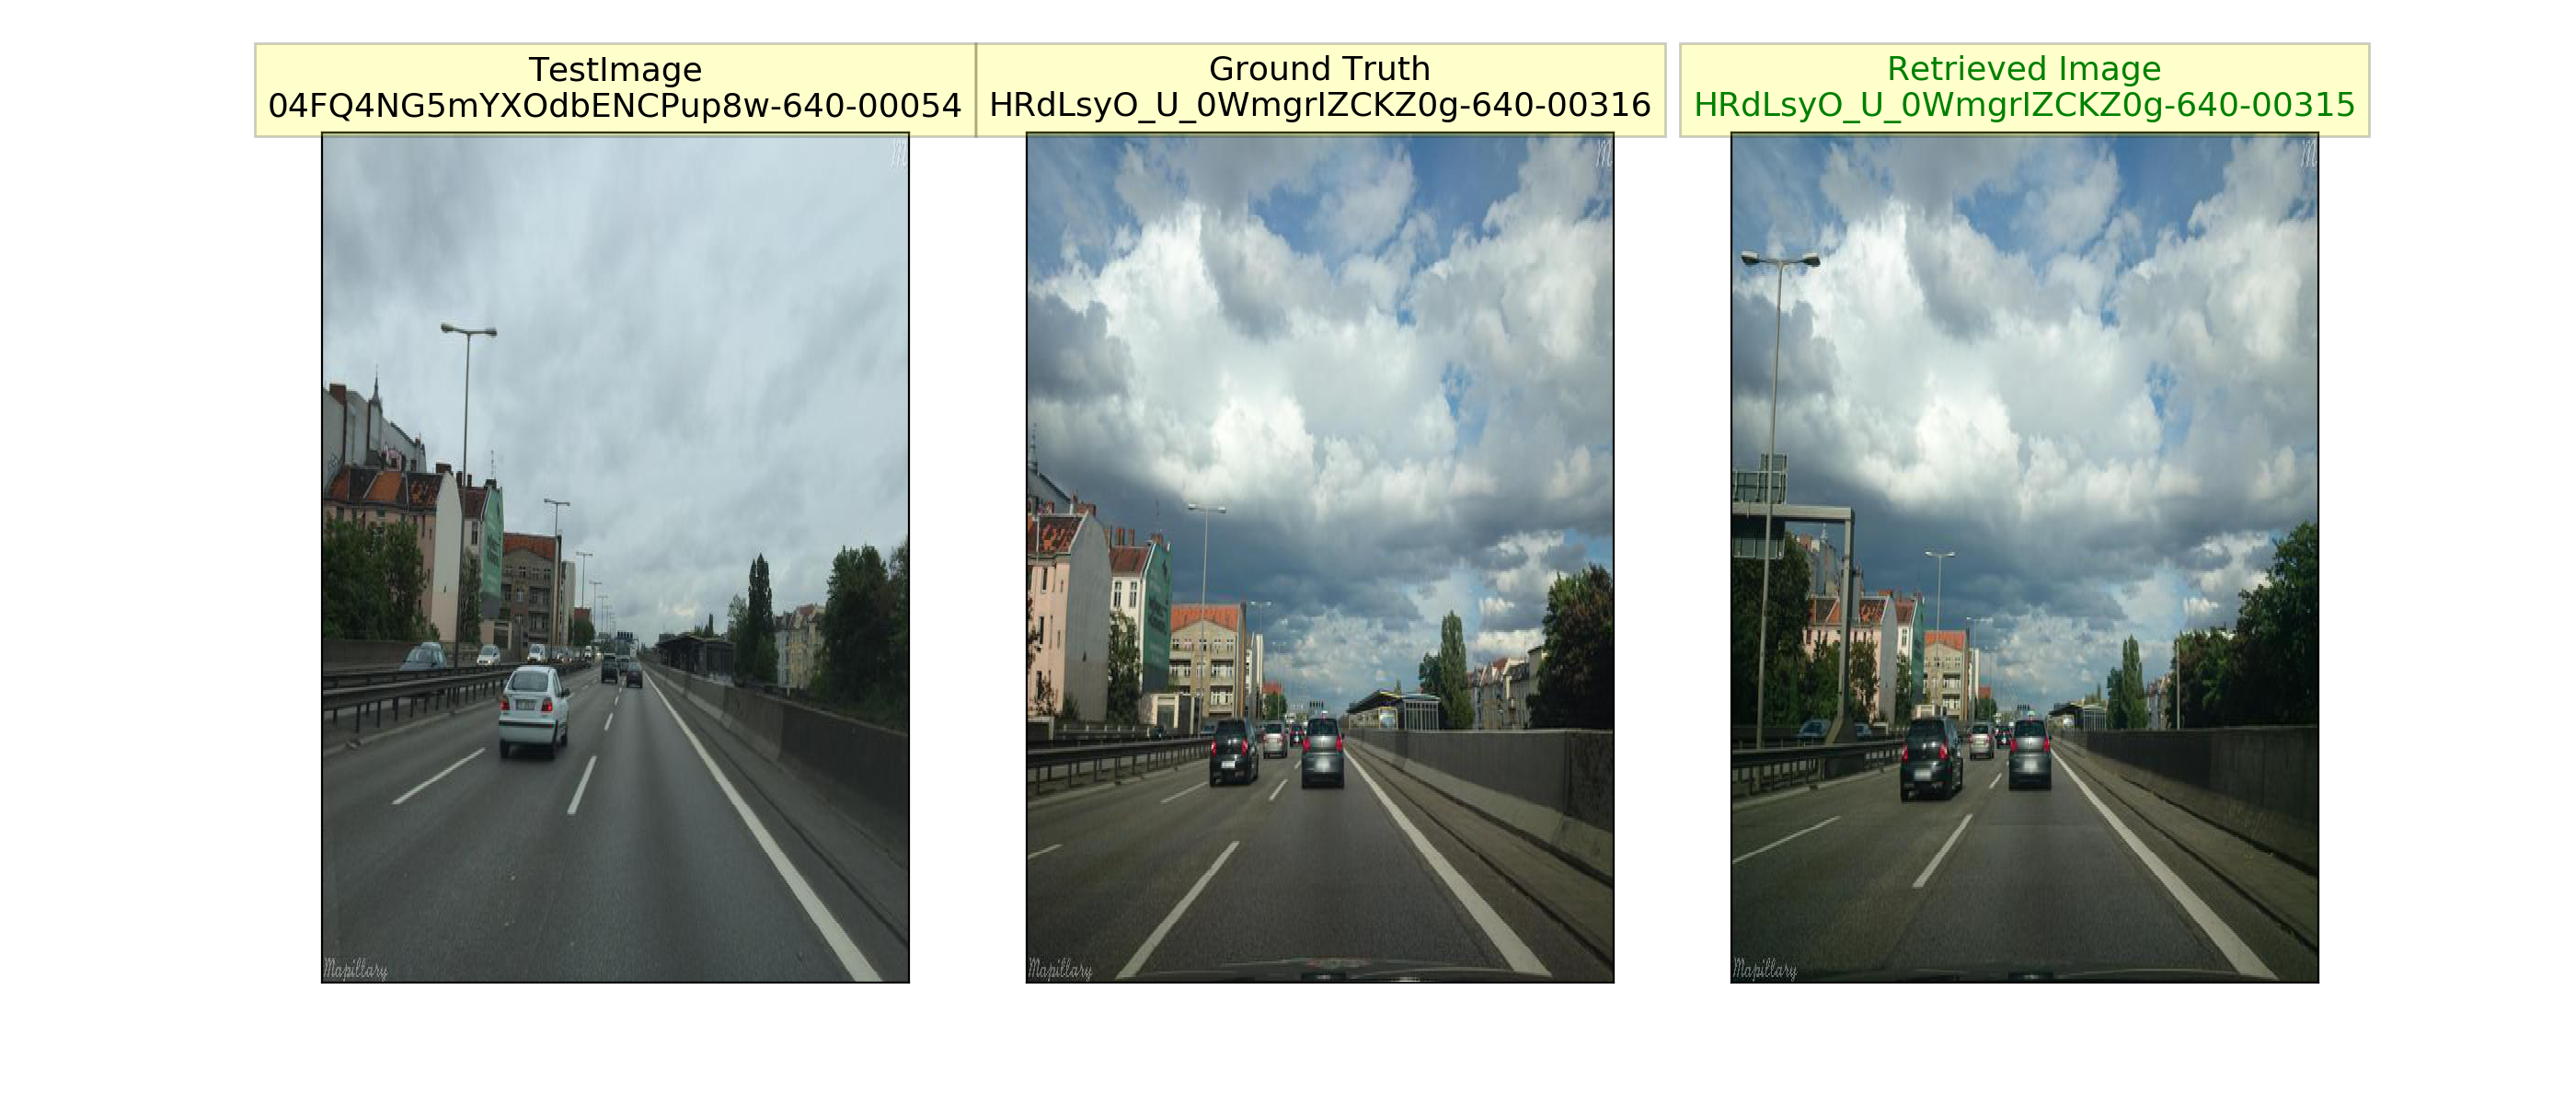 TestImage
04FQ4NG5mYXOdbENCPup8w-640-00054
Ground Truth
HRdLsyO_U_0WmgrIZCKZ0g-640-00316
Retrieved Image
HRdLsyO_U_0WmgrIZCKZ0g-640-00315
M
M
M
Mapillary
Mapillary
Mapillary